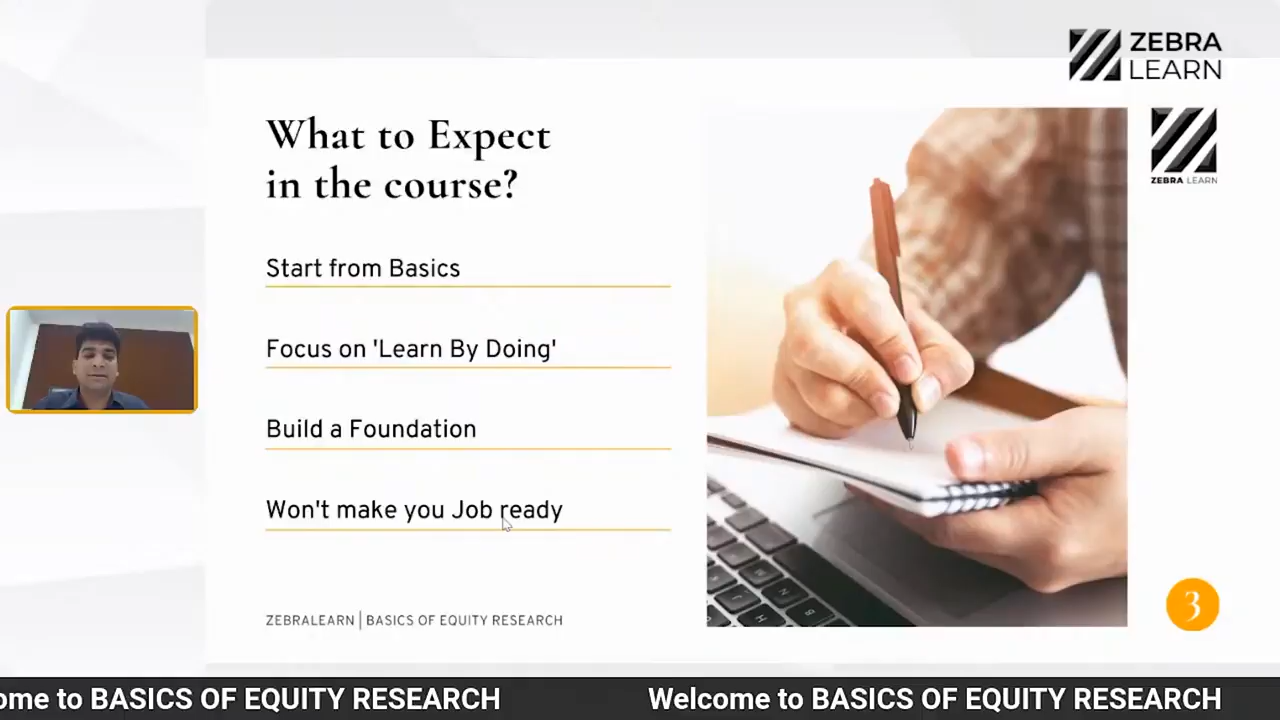 ZEBRA
LEARN
ZEBRA LEARN
What to Expect
in the course?
Start from Basics
Focus on 'Learn By Doing'
Build a Foundation
Won't make you Job ready
3
ZEBRALEARN | BASICS OF EQUITY RESEARCH
ome to BASICS OF EQUITY RESEARCH
Welcome to BASICS OF EQUITY RESEARCH